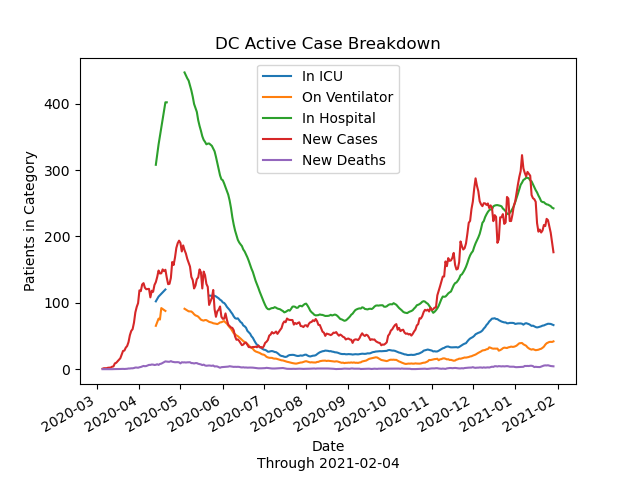 DC Active Case Breakdown
In ICU
On Ventilator
In Hospital
New Cases
New Deaths
Patients in Category
400
300
200
100
0
2020-03
2020-04
2020-05
2020-06
2020-07
2020-08
2020-09
2020-10
2020-11
2020-12
2021-01
2021-02
Date
Through 2021-02-04